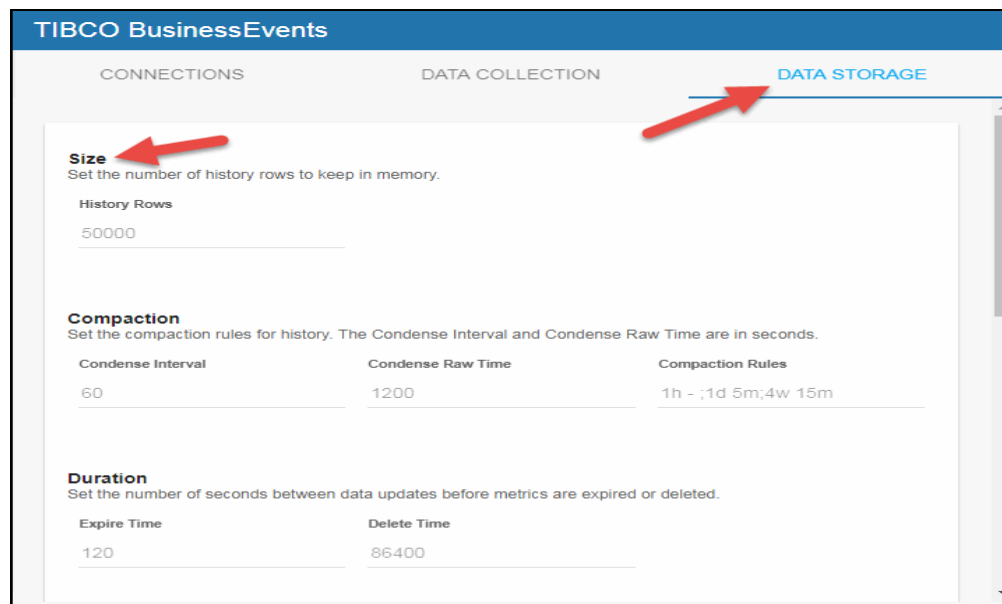 TIBCO BusinessEvents
CONNECTIONS DATA COLLECTION DATA STORAGE
Size
Set the number of history rows to keep in memory.
History Rows
50000
Compaction
Set the compaction rules for history. The Condense Interval and Condense Raw Time are in seconds.
Condense Interval Condense Raw Time Compaction Rules
60 1200 1h - ;1d 5m;4w 15m
Duration
Set the number of seconds between data updates before metrics are expired or deleted.
Expire Time Delete Time
120 86400